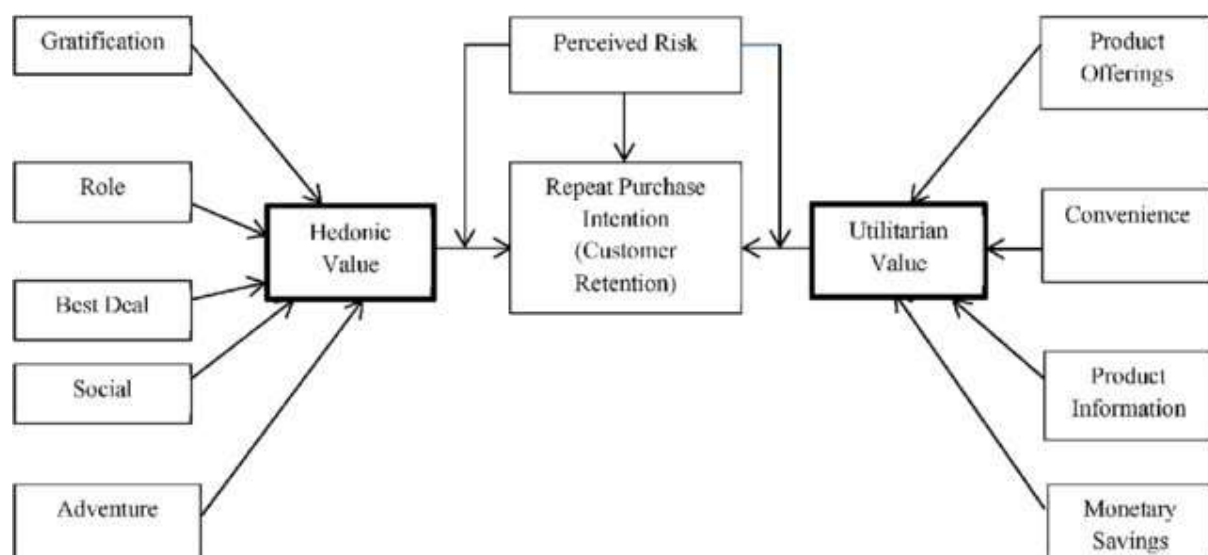 Gratification
Role
Best Deal
Social
Adventure
Hedonic
Value
Perceived Risk
Repeat Purchase
Intention
(Customer
Retention)
Utilitarian
Value
Product
Offerings
Convenience
Product
Information
Monetary
Savings